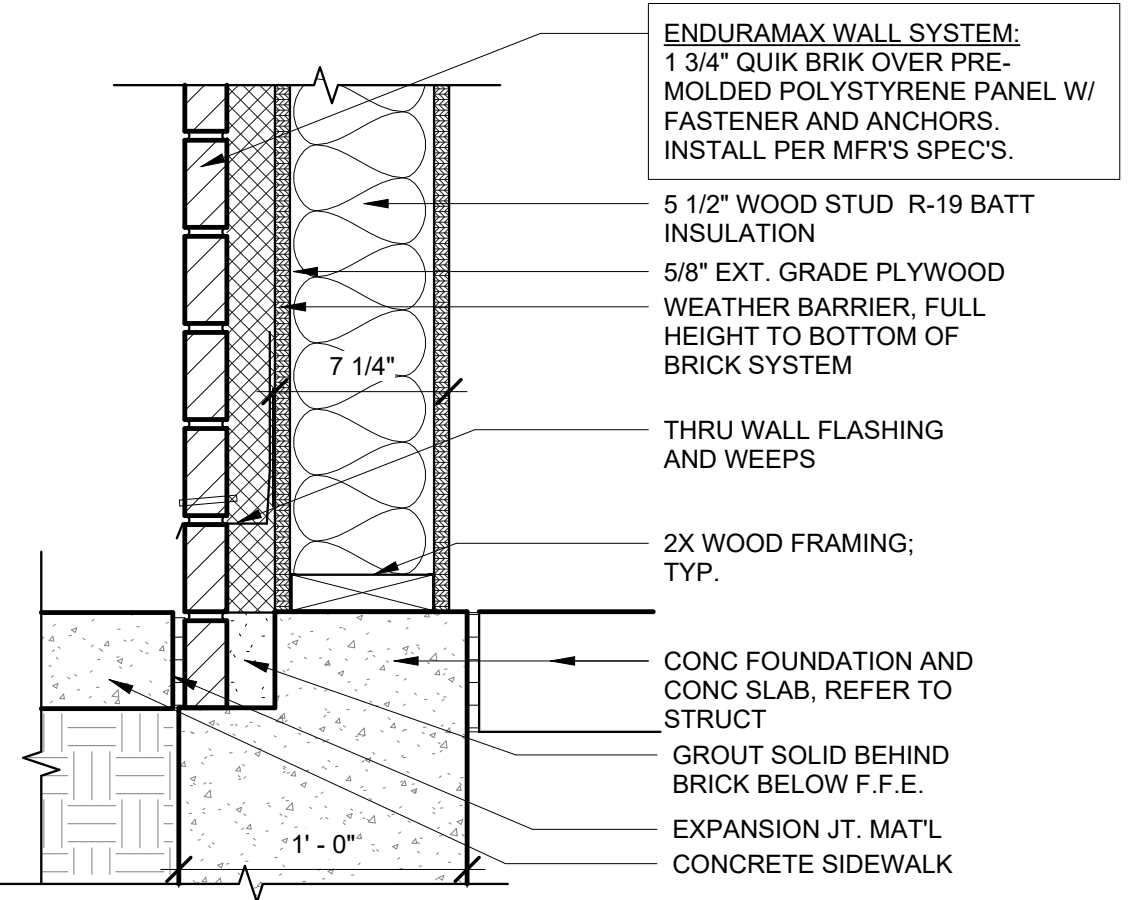 ENDURAMAX WALL SYSTEM:
1 3/4" QUIK BRIK OVER PRE-
MOLDED POLYSTYRENE PANEL W/
FASTENER AND ANCHORS.
INSTALL PER MFR'S SPEC'S.
5 1/2" WOOD STUD R-19 BATT
INSULATION
5/8" EXT. GRADE PLYWOOD
WEATHER BARRIER, FULL
HEIGHT TO BOTTOM OF
BRICK SYSTEM
7 1/4"
THRU WALL FLASHING
AND WEEPS
2X WOOD FRAMING;
TYP.
CONC FOUNDATION AND
CONC SLAB, REFER TO
STRUCT
GROUT SOLID BEHIND
BRICK BELOW F.F.E.
EXPANSION JT. MAT'L
1' - 0"
CONCRETE SIDEWALK